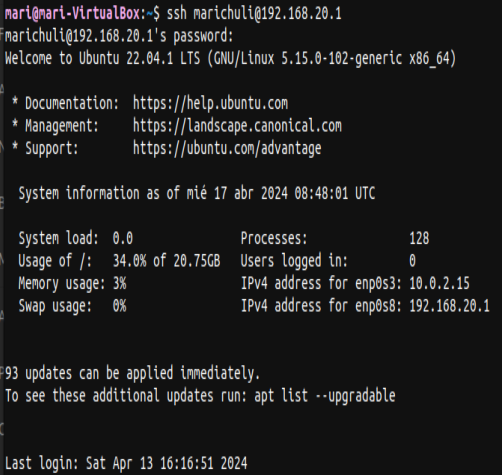 mari@mari-VirtualBox:~$ ssh marichuli@192.168.20.1
marichuli@192.168.20.1's password:
Welcome to Ubuntu 22.04.1 LTS (GNU/Linux 5.15.0-102-generic x86_64)
* Documentation: https://help.ubuntu.com
* Management: https://landscape.canonical.com
* Support: https://ubuntu.com/advantage
System information as of mié 17 abr 2024 08:48:01 UTC
System load: 0.0 Processes: 128
Usage of /: 34.0% of 20.75GB Users logged in: 0
Memory usage: 3% IPv4 address for enp0s3: 10.0.2.15
Swap usage: 0% IPv4 address for enp0s8: 192.168.20.1
93 updates can be applied immediately.
To see these additional updates run: apt list --upgradable
Last login: Sat Apr 13 16:16:51 2024